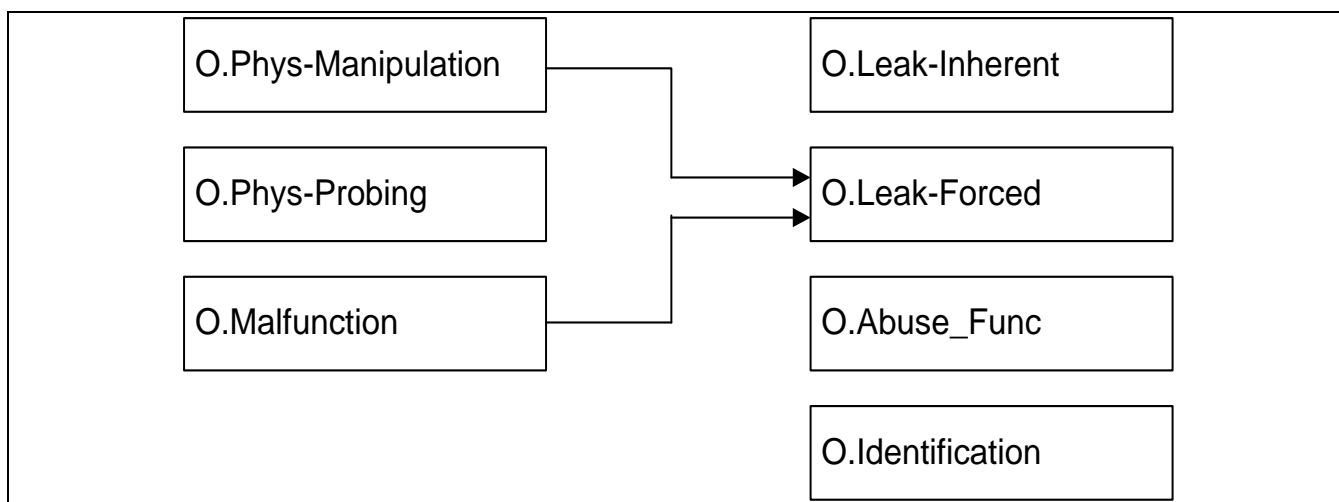 O.Phys-Manipulation
O.Leak-Inherent
O.Phys-Probing
O.Leak-Forced
O.Malfunction
O.Abuse_Func
O.Identification